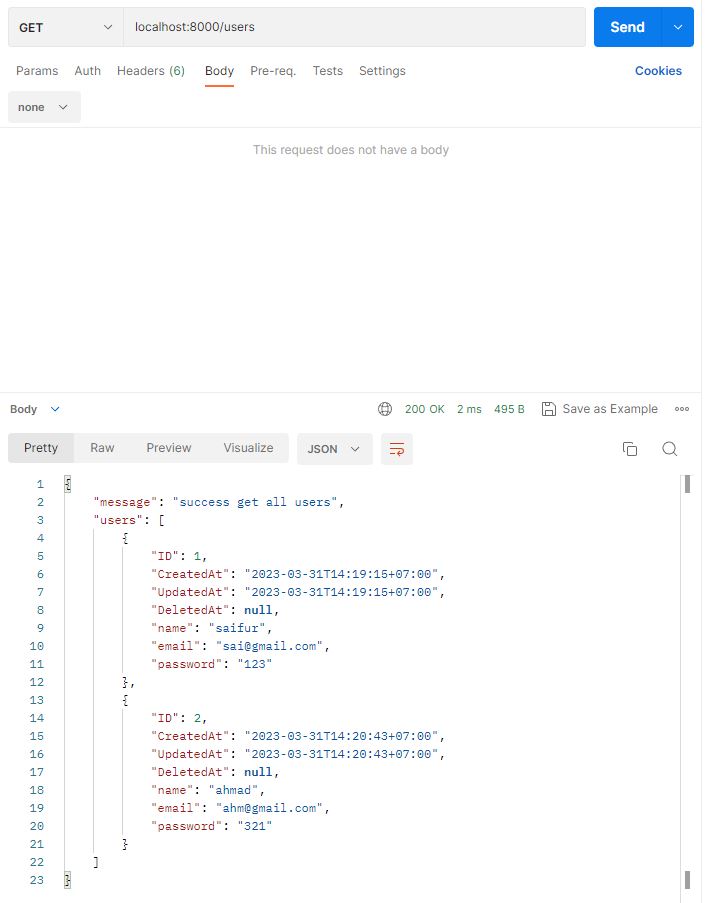 GET localhost:8000/users Send
Params Auth Headers (6) Body Pre-req. Tests Settings Cookies
none
This request does not have a body
Body 200 OK 2 ms 495 B Save as Example
Pretty Raw Preview Visualize JSON
1 {
2 "message": "success get all users",
3 "users": [
4 {
5 "ID": 1,
6 "CreatedAt": "2023-03-31T14:19:15+07:00",
7 "UpdatedAt": "2023-03-31T14:19:15+07:00",
8 "DeletedAt": null,
9 "name": "saifur",
10 "email": "sai@gmail.com",
11 "password": "123"
12 },
13 {
14 "ID": 2,
15 "CreatedAt": "2023-03-31T14:20:43+07:00",
16 "UpdatedAt": "2023-03-31T14:20:43+07:00",
17 "DeletedAt": null,
18 "name": "ahmad",
19 "email": "ahm@gmail.com",
20 "password": "321"
21 }
22 ]
23 }